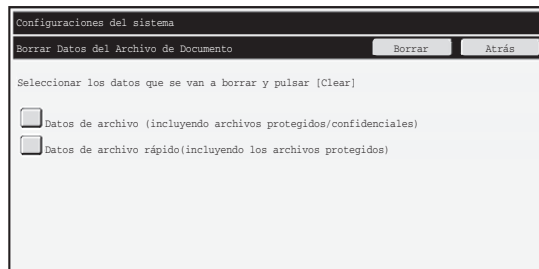 Configuraciones del sistema
Borrar Datos del Archivo de Documento Borrar Atrás
Seleccionar los datos que se van a borrar y pulsar [Clear]
Datos de archivo (incluyendo archivos protegidos/confidenciales)
Datos de archivo rápido(incluyendo los archivos protegidos)